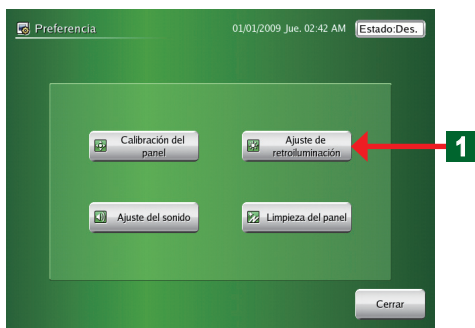 Preferencia 01/01/2009 Jue. 02:42 AM Estado:Des.
Calibración del
panel
Ajuste de
retroiluminación
1
Ajuste del sonido
Limpieza del panel
Cerrar